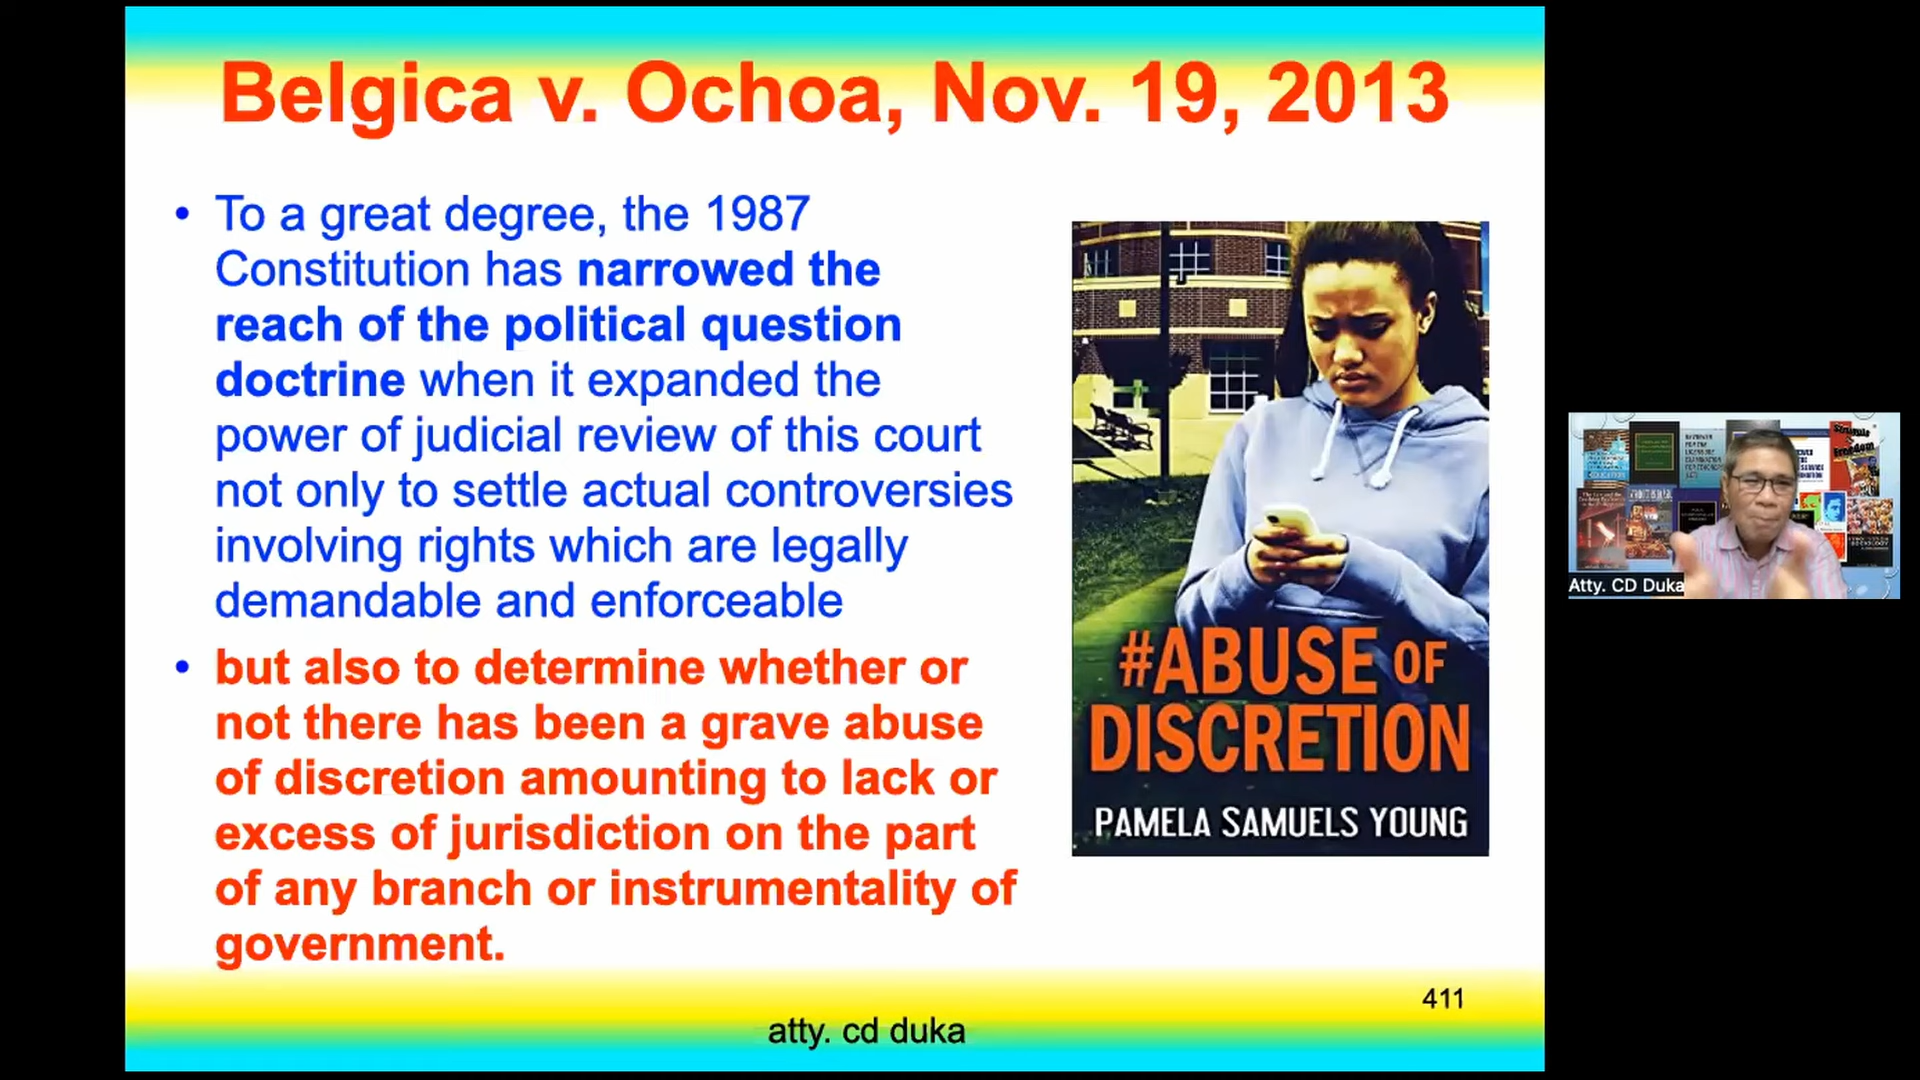 Belgica v. Ochoa, Nov. 19, 2013
• To a great degree, the 1987
Constitution has narrowed the
reach of the political question
doctrine when it expanded the
power of judicial review of this court
not only to settle actual controversies
involving rights which are legally
demandable and enforceable
• but also to determine whether or
not there has been a grave abuse
of discretion amounting to lack or
excess of jurisdiction on the part
of any branch or instrumentality of
government.
#ABUSE OF
DISCRETION
PAMELA SAMUELS YOUNG
411
atty. cd duka
Atty. CD Duka